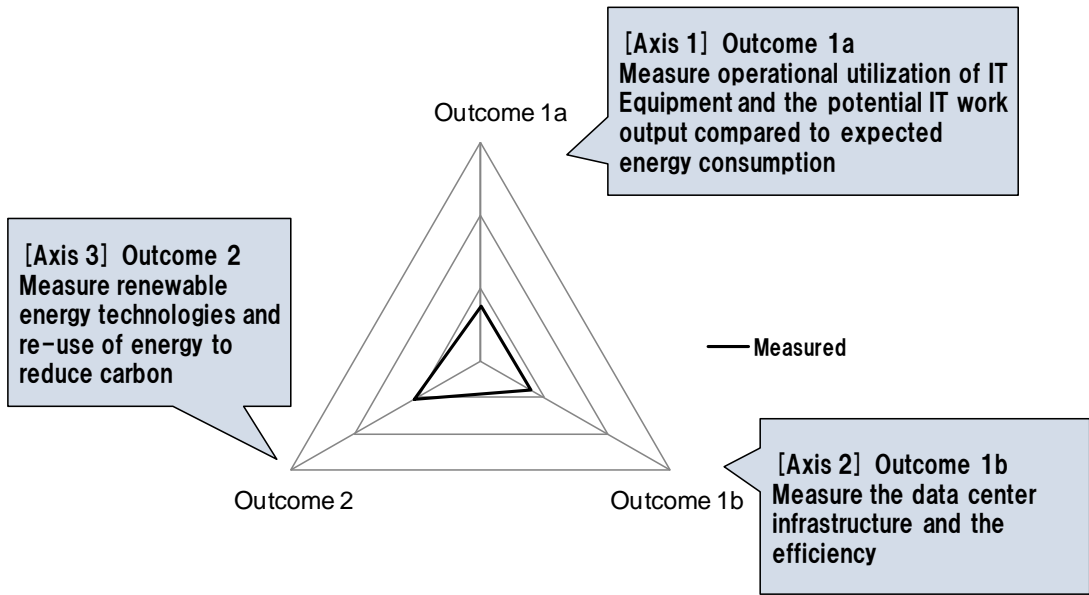 [Axis 1] Outcome 1a
Measure operational utilization of IT
Equipment and the potential IT work
output compared to expected
energy consumption
Outcome 1a
[Axis 3] Outcome 2
Measure renewable
energy technologies and
re-use of energy to
reduce carbon
Measured
Outcome 2
Outcome 1b
[Axis 2] Outcome 1b
Measure the data center
infrastructure and the
efficiency